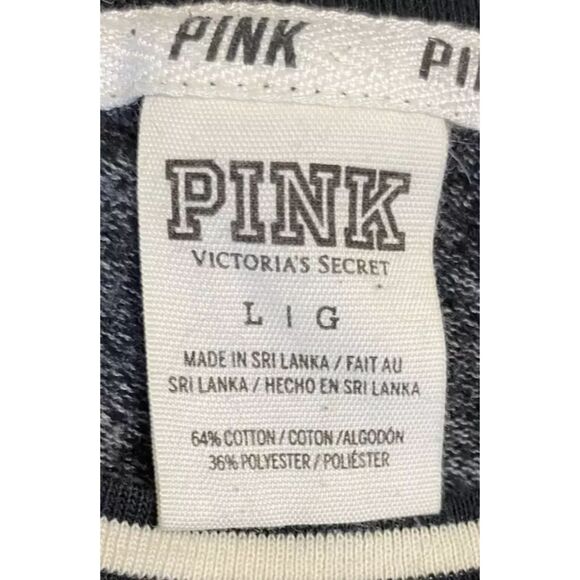 PINK PI
PINK
VICTORIA'S SECRET
L | G
MADE IN SRI LANKA / FAIT AU
SRI LANKA / HECHO EN SRI LANKA
64% COTTON / COTON / ALGODÓN
36% POLYESTER / POLIÉSTER